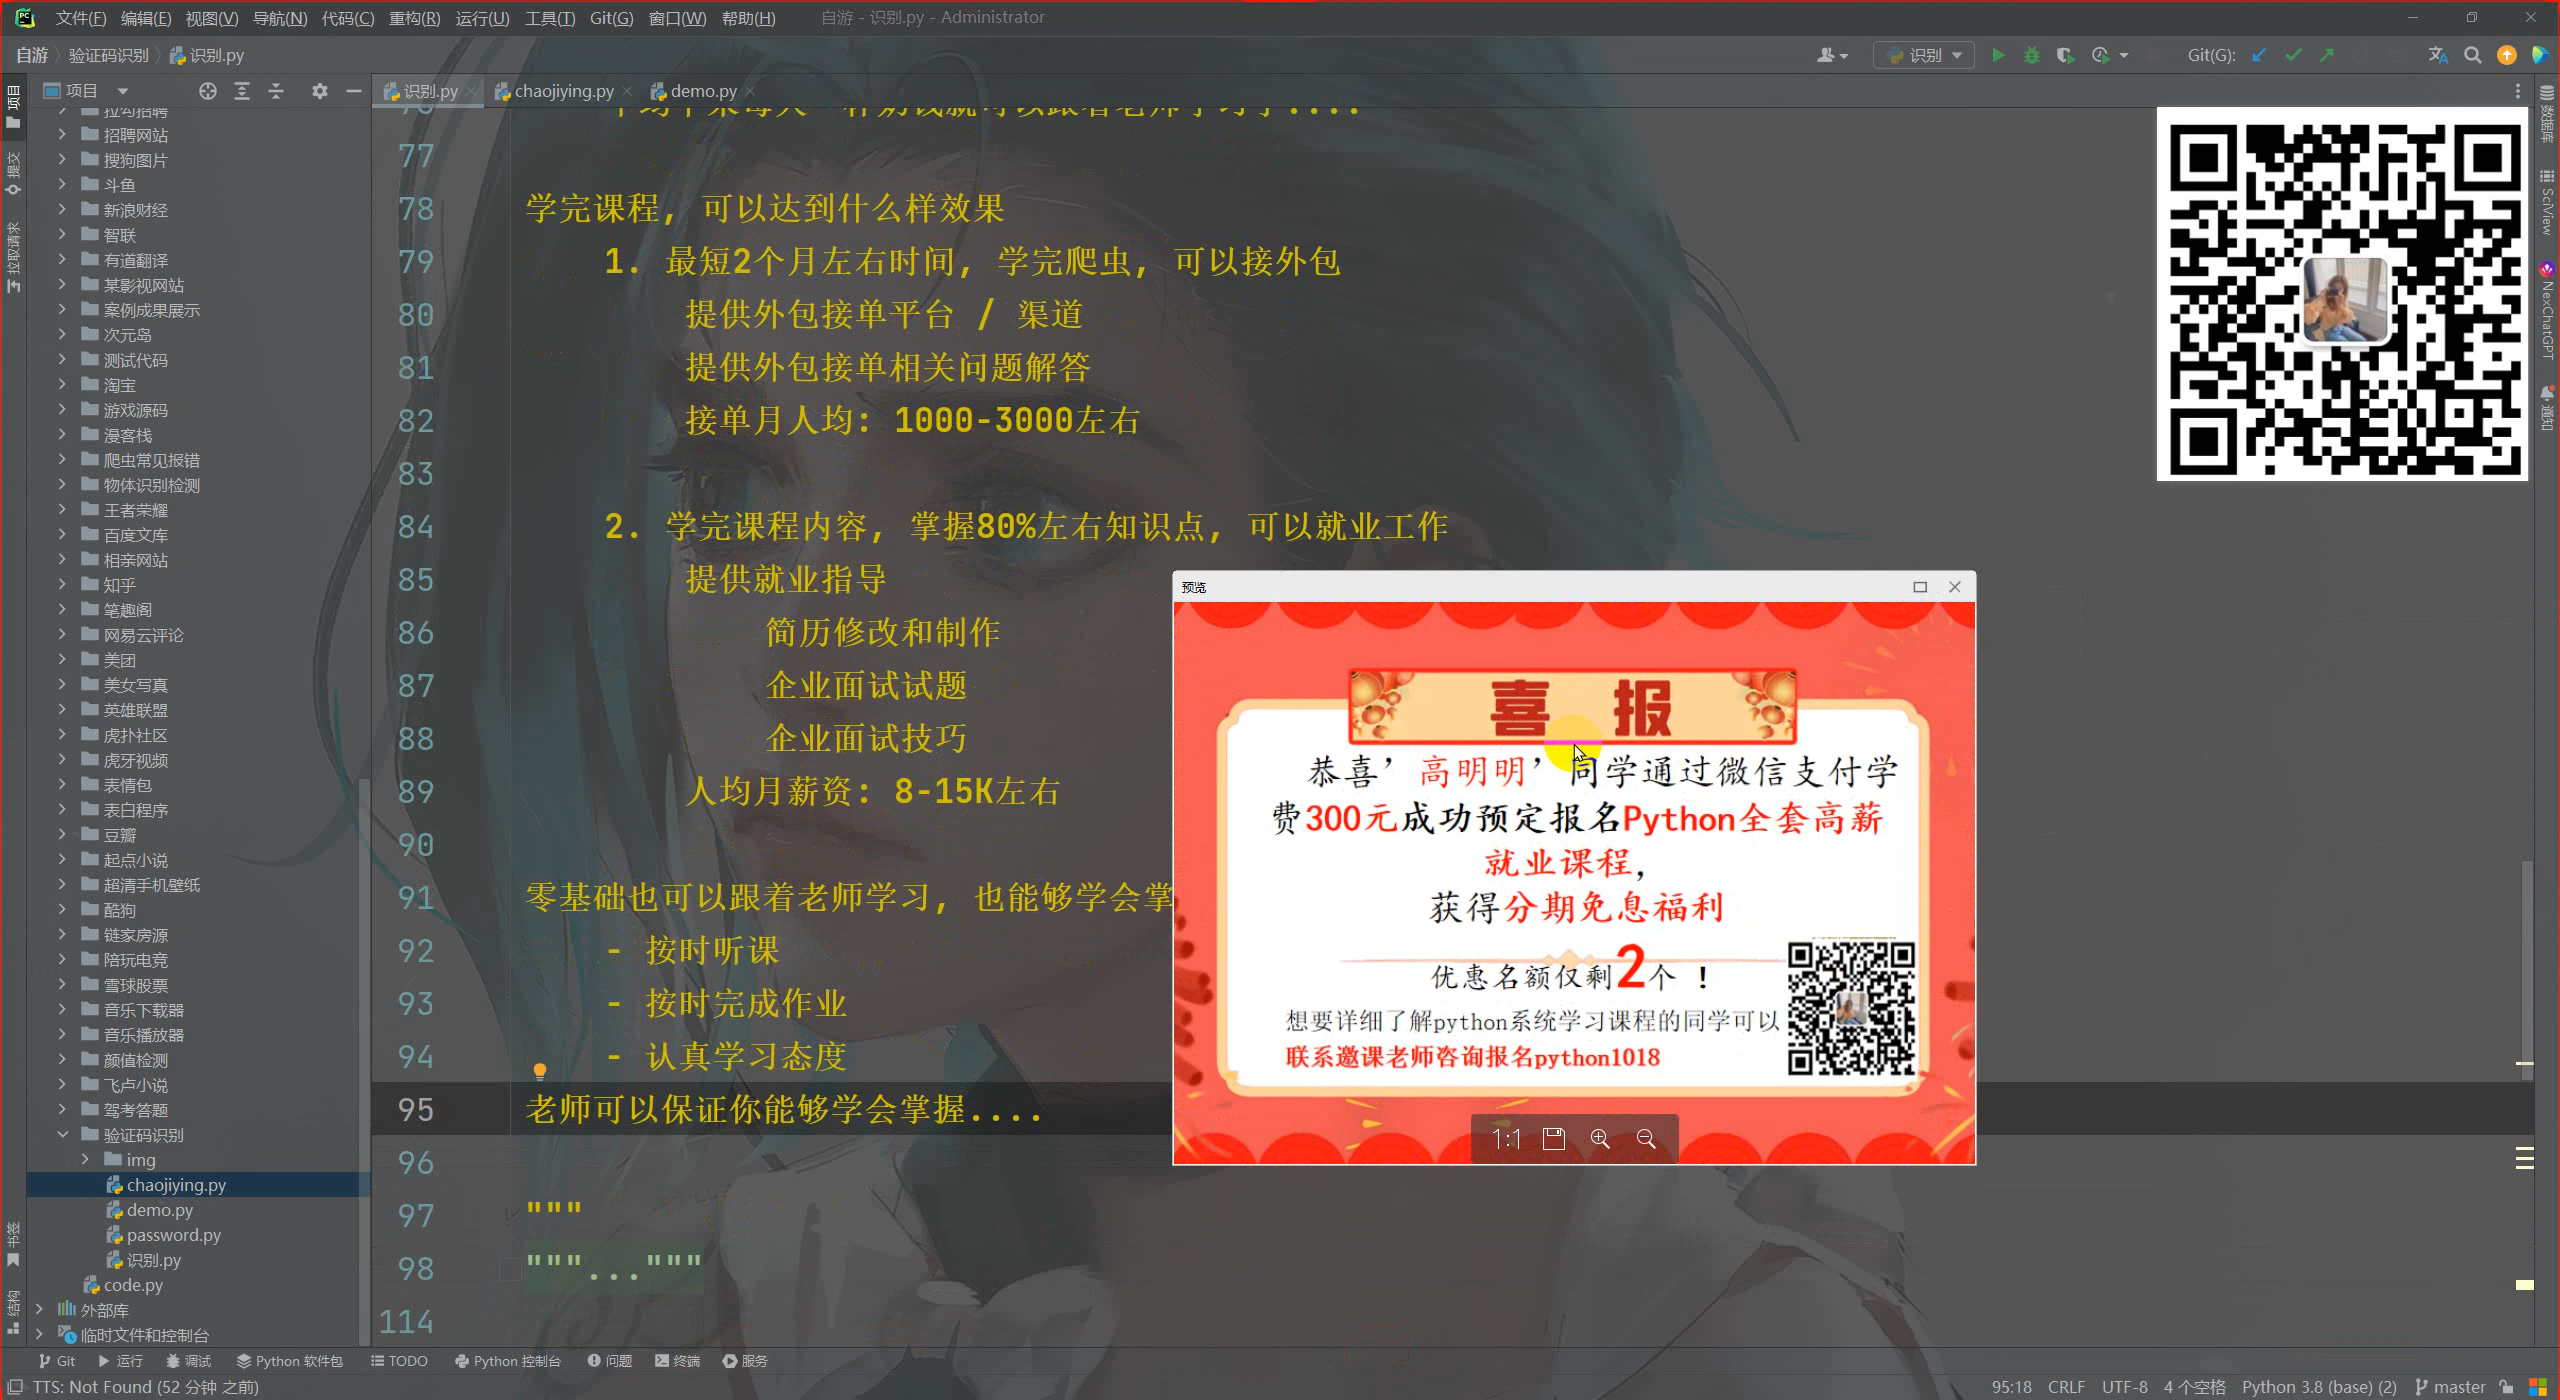 文件(F) 编辑(E) 视图(V) 导航(N) 代码(C) 重构(R) 运行(U) 工具(T) Git(G) 窗口(W) 帮助(H) 自游 - 识别.py - Administrator
自游 验证码识别 识别.py 识别 Git(G):
项目 识别.py chaojiying.py demo.py
项目
提交
拉取请求
书签
结构
拉勾招聘
招聘网站
搜狗图片
斗鱼
新浪财经
智联
有道翻译
某影视网站
案例成果展示
次元岛
测试代码
淘宝
游戏源码
漫客栈
爬虫常见报错
物体识别检测
王者荣耀
百度文库
相亲网站
知乎
笔趣阁
网易云评论
美团
美女写真
英雄联盟
虎扑社区
虎牙视频
表情包
表白程序
豆瓣
起点小说
超清手机壁纸
酷狗
链家房源
陪玩电竞
雪球股票
音乐下载器
音乐播放器
颜值检测
飞卢小说
驾考答题
验证码识别
img
chaojiying.py
demo.py
password.py
识别.py
code.py
外部库
临时文件和控制台
77
78 学完课程, 可以达到什么样效果
79 1. 最短2个月左右时间, 学完爬虫, 可以接外包
80 提供外包接单平台 / 渠道
81 提供外包接单相关问题解答
82 接单月人均: 1000-3000左右
83
84 2. 学完课程内容, 掌握80%左右知识点, 可以就业工作
85 提供就业指导
86 简历修改和制作
87 企业面试试题
88 企业面试技巧
89 人均月薪资: 8-15K左右
90
91 零基础也可以跟着老师学习, 也能够学会掌
92 - 按时听课
93 - 按时完成作业
94 - 认真学习态度
95 老师可以保证你能够学会掌握....
96
97 """
98 """..."""
114
预览
喜 报
恭喜’高明明’同学通过微信支付学
费300元成功预定报名Python全套高薪
就业课程,
获得分期免息福利
优惠名额仅剩2个 !
想要详细了解python系统学习课程的同学可以
联系邀课老师咨询报名python1018
1:1
数据库
SciView
NexChatGPT
通知
Git 运行 调试 Python 软件包 TODO Python 控制台 问题 终端 服务
TTS: Not Found (52 分钟 之前) 95:18 CRLF UTF-8 4 个空格 Python 3.8 (base) (2) master